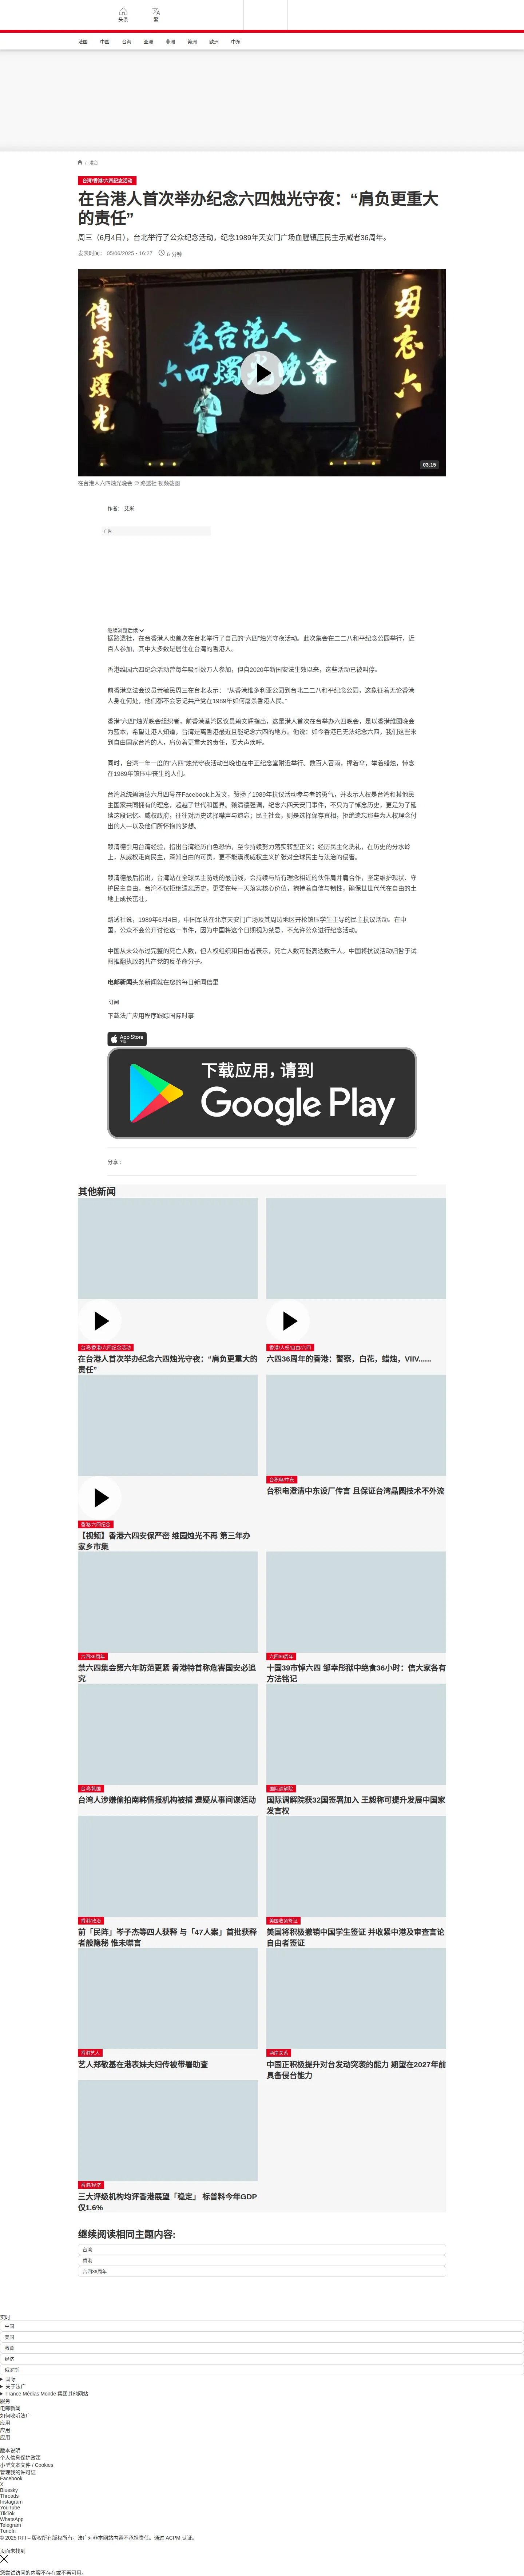 头条
繁
法国
中国
台海
亚洲
非洲
美洲
欧洲
中东
港台
台湾/香港/六四纪念活动
在台港人首次举办纪念六四烛光守夜：“肩负更重大
的责任”
周三（6月4日），台北举行了公众纪念活动，纪念1989年天安门广场血腥镇压民主示威者36周年。
发表时间： 05/06/2025 - 16:27
6 分钟
在台港人
六四燭光晚會
03:15
在台港人六四烛光晚会 © 路透社 视频截图
作者： 艾米
广告
继续浏览后续
据路透社，在台香港人也首次在台北举行了自己的“六四”烛光守夜活动。此次集会在二二八和平纪念公园举行，近
百人参加，其中大多数是居住在台湾的香港人。
香港维园六四纪念活动曾每年吸引数万人参加，但自2020年新国安法生效以来，这些活动已被叫停。
前香港立法会议员黄毓民周三在台北表示： “从香港维多利亚公园到台北二二八和平纪念公园，这象征着无论香港
人身在何处，他们都不会忘记共产党在1989年如何屠杀香港人民。”
香港“六四”烛光晚会组织者，前香港荃湾区议员赖文辉指出，这是港人首次在台举办六四晚会，是以香港维园晚会
为蓝本，希望让港人知道，台湾是离香港最近且能纪念六四的地方。他说：如今香港已无法纪念六四，我们这些来
到自由国家台湾的人，肩负着更重大的责任，要大声疾呼。
同时，台湾一年一度的“六四”烛光守夜活动当晚也在中正纪念堂附近举行。数百人冒雨，撑着伞，举着蜡烛，悼念
在1989年镇压中丧生的人们。
台湾总统赖清德六月四号在Facebook上发文，赞扬了1989年抗议活动参与者的勇气，并表示人权是台湾和其他民
主国家共同拥有的理念，超越了世代和国界。赖清德强调，纪念六四天安门事件，不只为了悼念历史，更是为了延
续这段记忆。威权政府，往往对历史选择噤声与遗忘；民主社会，则是选择保存真相，拒绝遗忘那些为人权理念付
出的人—以及他们所怀抱的梦想。
赖清德引用台湾经验，指出台湾经历白色恐怖，至今持续努力落实转型正义；经历民主化洗礼，在历史的分水岭
上，从威权走向民主，深知自由的可贵，更不能漠视威权主义扩张对全球民主与法治的侵害。
赖清德最后指出，台湾站在全球民主防线的最前线，会持续与所有理念相近的伙伴肩并肩合作，坚定维护现状、守
护民主自由。台湾不仅拒绝遗忘历史，更要在每一天落实核心价值，抱持着自信与韧性，确保世世代代在自由的土
地上成长茁壮。
路透社说，1989年6月4日，中国军队在北京天安门广场及其周边地区开枪镇压学生主导的民主抗议活动。在中
国，公众不会公开讨论这一事件，因为中国将这个日期视为禁忌，不允许公众进行纪念活动。
中国从未公布过完整的死亡人数，但人权组织和目击者表示，死亡人数可能高达数千人。中国将抗议活动归咎于试
图推翻执政的共产党的反革命分子。
电邮新闻头条新闻就在您的每日新闻信里
订阅
下载法广应用程序跟踪国际时事
App Store
下载
下载应用，请到
Google Play
分享 :
其他新闻
台湾/香港/六四纪念活动
在台港人首次举办纪念六四烛光守夜：“肩负更重大的
责任”
香港/人权/自由/六四
六四36周年的香港：警察，白花，蜡烛，VIIV......
香港/六四纪念
【视频】香港六四安保严密 维园烛光不再 第三年办
家乡市集
台积电/中东
台积电澄清中东设厂传言 且保证台湾晶圆技术不外流
六四36周年
禁六四集会第六年防范更紧 香港特首称危害国安必追
究
六四36周年
十国39市悼六四 邹幸彤狱中绝食36小时：信大家各有
方法铭记
台湾/韩国
台湾人涉嫌偷拍南韩情报机构被捕 遭疑从事间谍活动
国际调解院
国际调解院获32国签署加入 王毅称可提升发展中国家
发言权
香港/政治
前「民阵」岑子杰等四人获释 与「47人案」首批获释
者般隐秘 惟未噤言
美国收紧签证
美国将积极撤销中国学生签证 并收紧中港及审查言论
自由者签证
香港艺人
艺人郑敬基在港表妹夫妇传被带署助查
两岸关系
中国正积极提升对台发动突袭的能力 期望在2027年前
具备侵台能力
香港/经济
三大评级机构均评香港展望「稳定」 标普料今年GDP
仅1.6%
继续阅读相同主题内容:
台湾
香港
六四36周年
实时
中国
美国
教育
经济
俄罗斯
国际
关于法广
France Médias Monde 集团其他网站
服务
电邮新闻
如何收听法广
应用
应用
应用
版本说明
个人信息保护政策
小型文本文件 / Cookies
管理我的许可证
Facebook
X
Bluesky
Threads
Instagram
YouTube
TikTok
WhatsApp
Telegram
TuneIn
© 2025 RFI – 版权所有版权所有。法广对非本网站内容不承担责任。通过 ACPM 认证。
页面未找到
您尝试访问的内容不存在或不再可用。